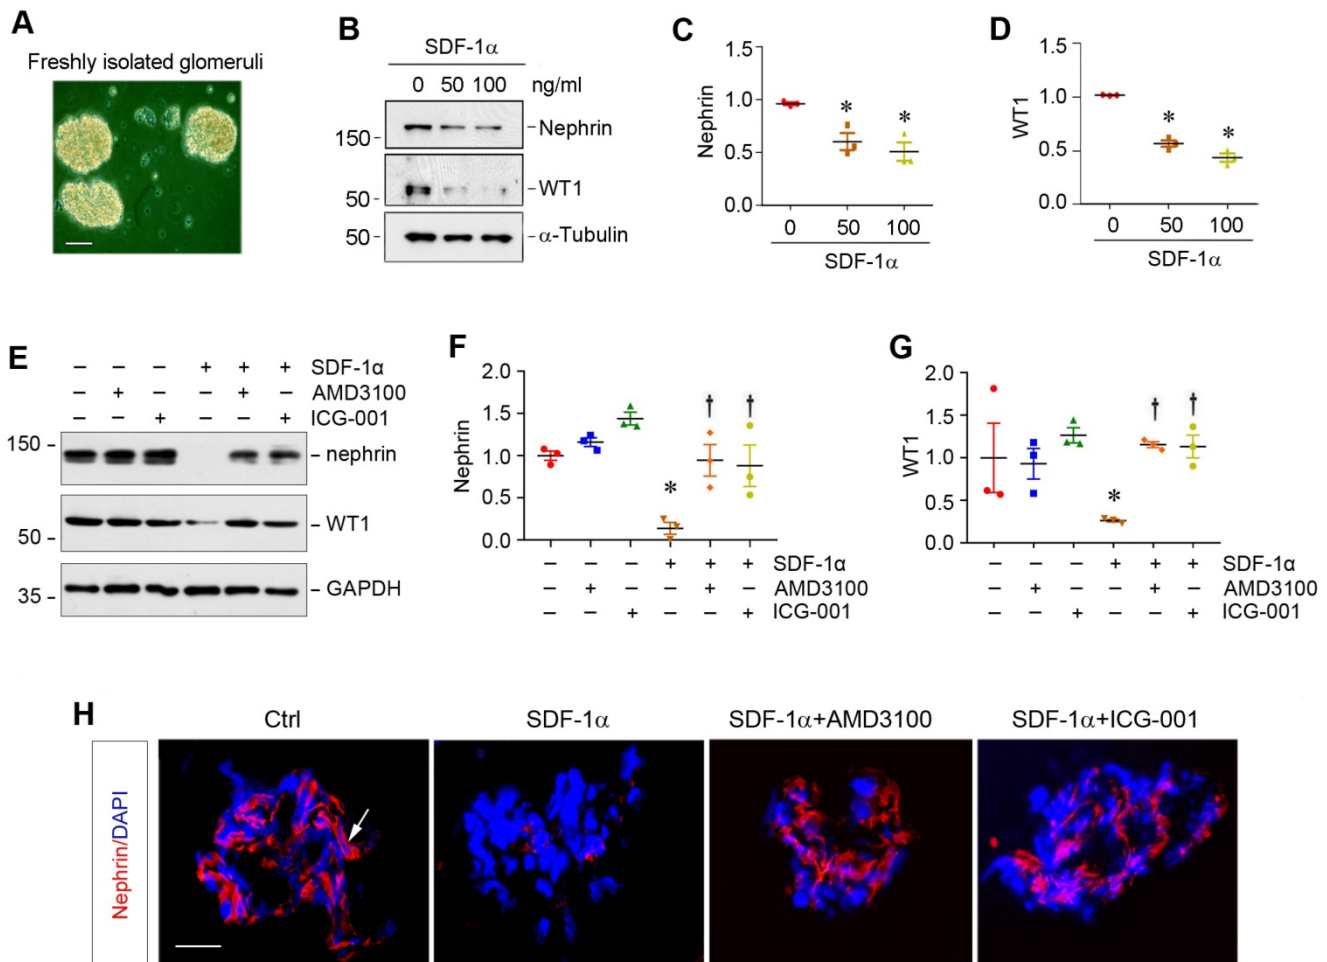 A
Freshly isolated glomeruli
B
SDF-1α
0 50 100 ng/ml
150 - - Nephrin
50 - - WT1
50 - - α-Tubulin
C
1.5
1.0
0.5
0.0
Nephrin
* *
0 50 100
SDF-1α
D
1.5
1.0
0.5
0.0
WT1
* *
0 50 100
SDF-1α
E
– – – + + + SDF-1α
– + – – + – AMD3100
– – + – – + ICG-001
150 - - nephrin
50 - - WT1
35 - - GAPDH
F
2.0
1.5
1.0
0.5
0.0
Nephrin
* † †
– – – + + + SDF-1α
– + – – + – AMD3100
– – + – – + ICG-001
G
2.0
1.5
1.0
0.5
0.0
WT1
* † †
– – – + + + SDF-1α
– + – – + – AMD3100
– – + – – + ICG-001
H
Ctrl
SDF-1α
SDF-1α+AMD3100
SDF-1α+ICG-001
Nephrin/DAPI